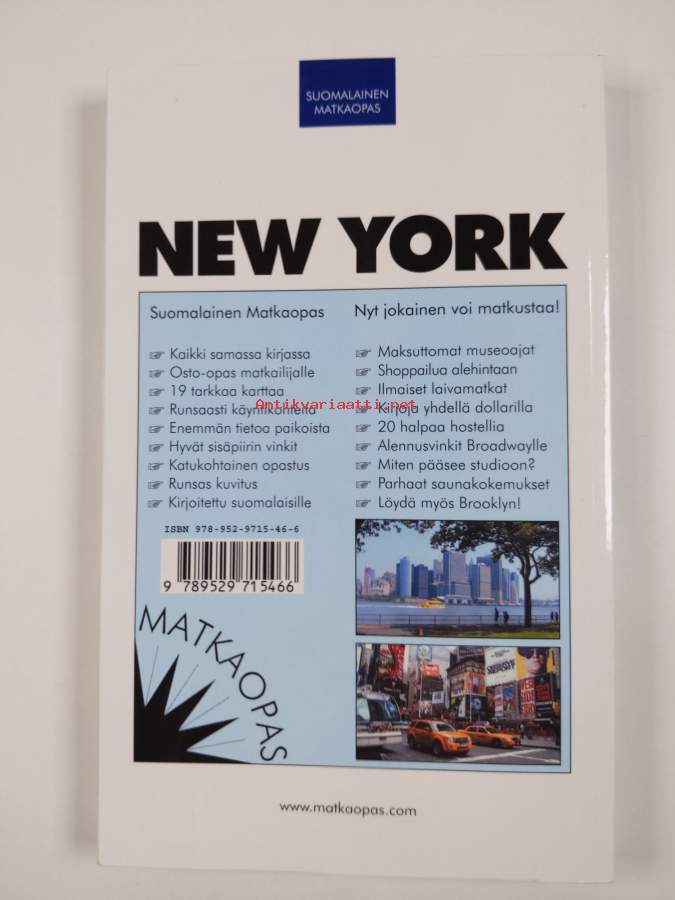 SUOMALAINEN
MATKAOPAS
NEW YORK
Suomalainen Matkaopas
Kaikki samassa kirjassa
Osto-opas matkailijalle
19 tarkkaa karttaa
Runsaasti käyntikohteita
Enemmän tietoa paikoista
Hyvät sisäpiirin vinkit
Katukohtainen opastus
Runsas kuvitus
Kirjoitettu suomalaisille
Nyt jokainen voi matkustaa!
Maksuttomat museoajat
Shoppailua alehintaan
Ilmaiset laivamatkat
Kirjoja yhdellä dollarilla
20 halpaa hostellia
Alennusvinkit Broadwaylle
Miten pääsee studioon?
Parhaat saunakokemukset
Löydä myös Brooklyn!
Antikvariaatti.net
ISBN 978-952-9715-46-6
9 789529 715466
MATKAOPAS
www.matkaopas.com